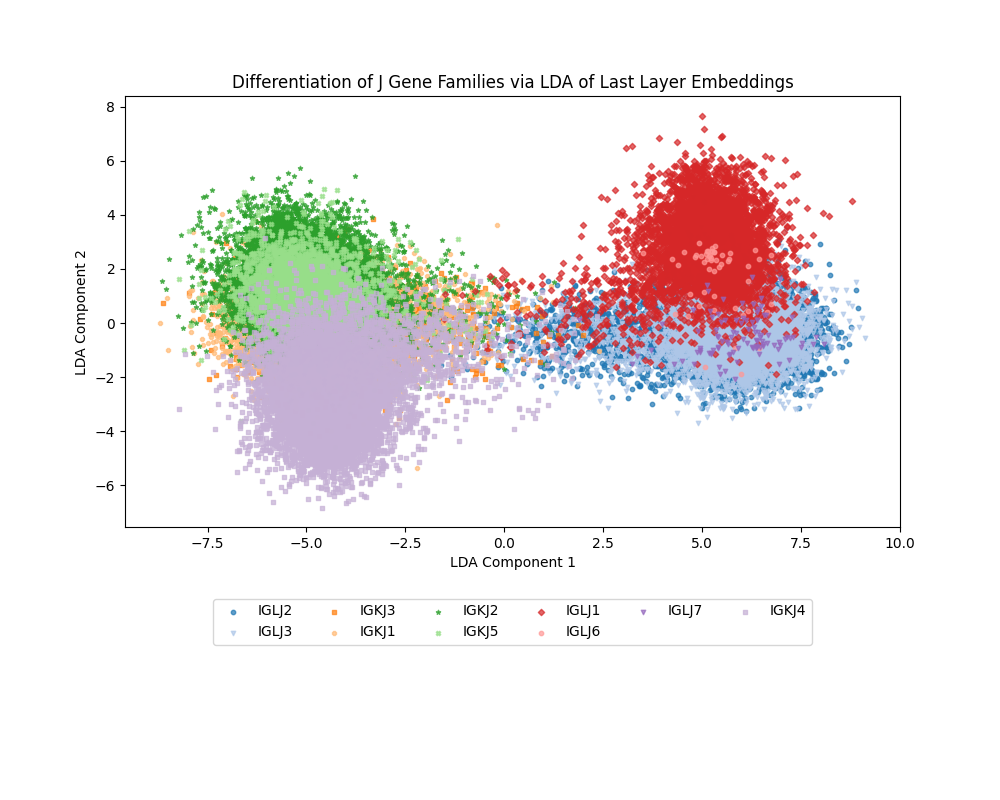 Differentiation of J Gene Families via LDA of Last Layer Embeddings
8
6
4
2
0
−2
−4
−6
LDA Component 2
−7.5 −5.0 −2.5 0.0 2.5 5.0 7.5 10.0
LDA Component 1
IGLJ2 IGKJ3 IGKJ2 IGLJ1 IGLJ7 IGKJ4
IGLJ3 IGKJ1 IGKJ5 IGLJ6